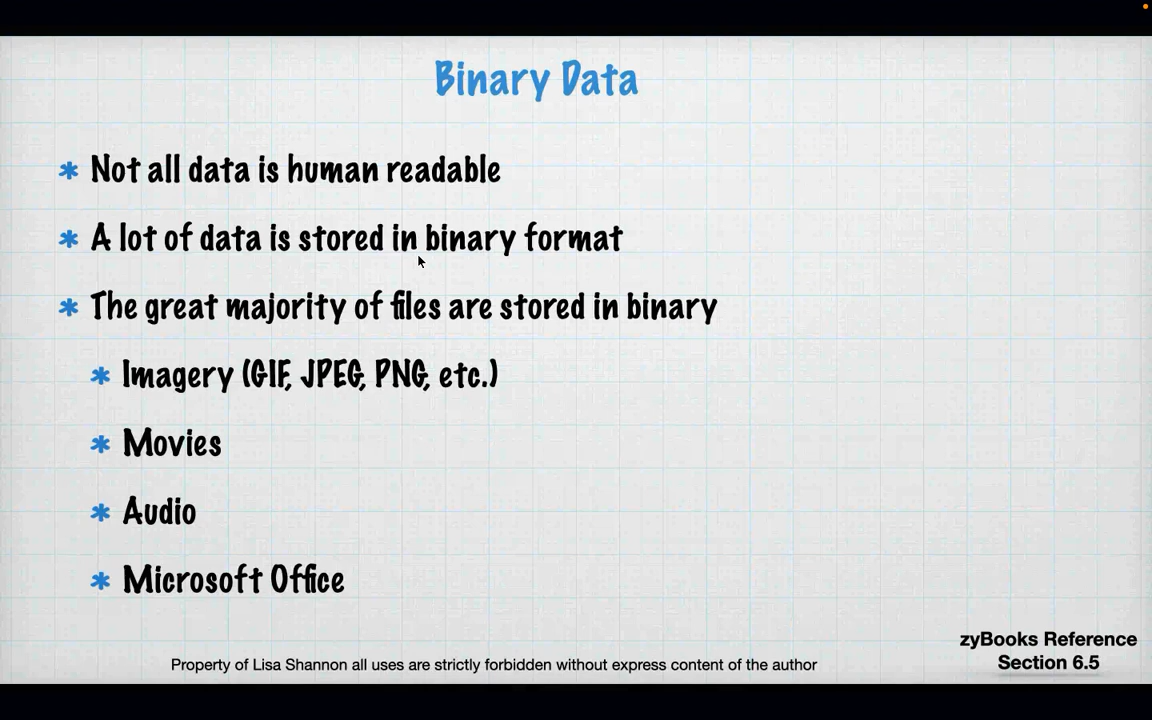 Binary Data
* Not all data is human readable
* A lot of data is stored in binary format
* The great majority of files are stored in binary
* Imagery (GIF, JPEG, PNG, etc.)
* Movies
* Audio
* Microsoft Office
zyBooks Reference
Section 6.5
Property of Lisa Shannon all uses are strictly forbidden without express content of the author